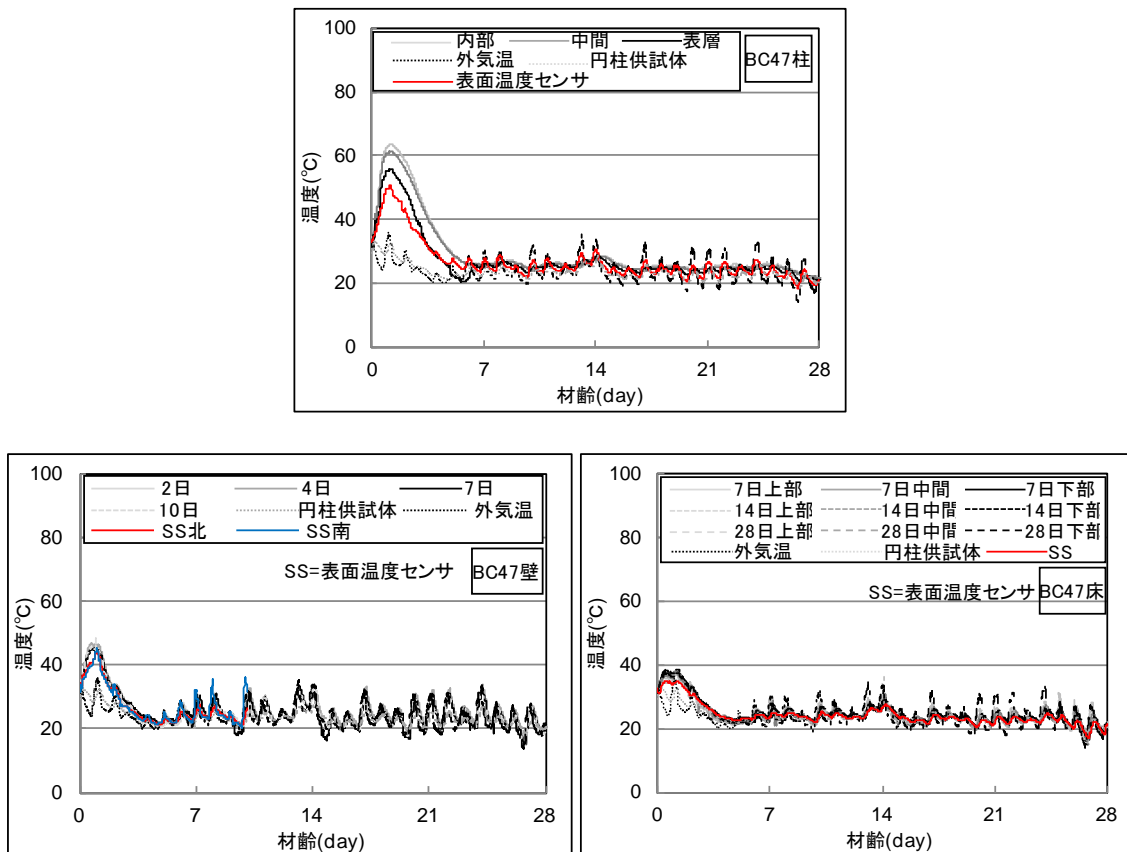 100
80
60
40
20
0
温度(℃)
内部 中間 表層
外気温 円柱供試体
表面温度センサ
BC47柱
0 7 14 21 28
材齢(day)
100
80
60
40
20
0
温度(℃)
2日 4日 7日
10日 円柱供試体 外気温
SS北 SS南
SS=表面温度センサ BC47壁
0 7 14 21 28
材齢(day)
100
80
60
40
20
0
温度(℃)
7日上部 7日中間 7日下部
14日上部 14日中間 14日下部
28日上部 28日中間 28日下部
外気温 円柱供試体 SS
SS=表面温度センサ BC47床
0 7 14 21 28
材齢(day)